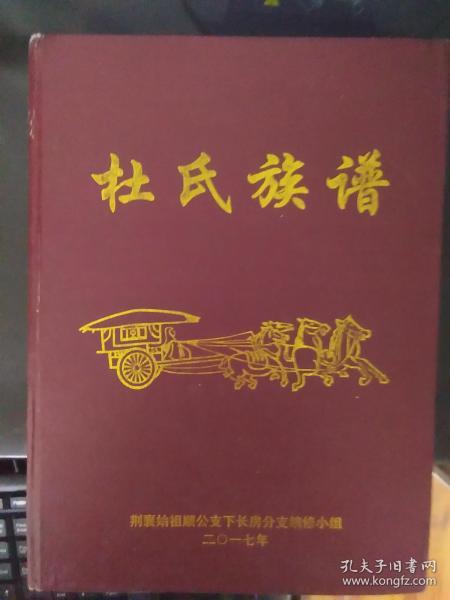 杜氏族谱
荆襄始祖顺公支下长房分支编修小组
二〇一七年
孔夫子旧书网
www.kongfz.com